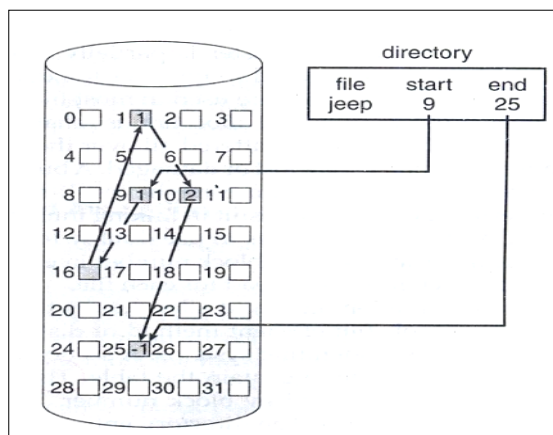 directory
file start end
jeep 9 25
0 1 1 2 3
4 5 6 7
8 9 1 10 2 11
12 13 14 15
16 17 18 19
20 21 22 23
24 25 -1 26 27
28 29 30 31